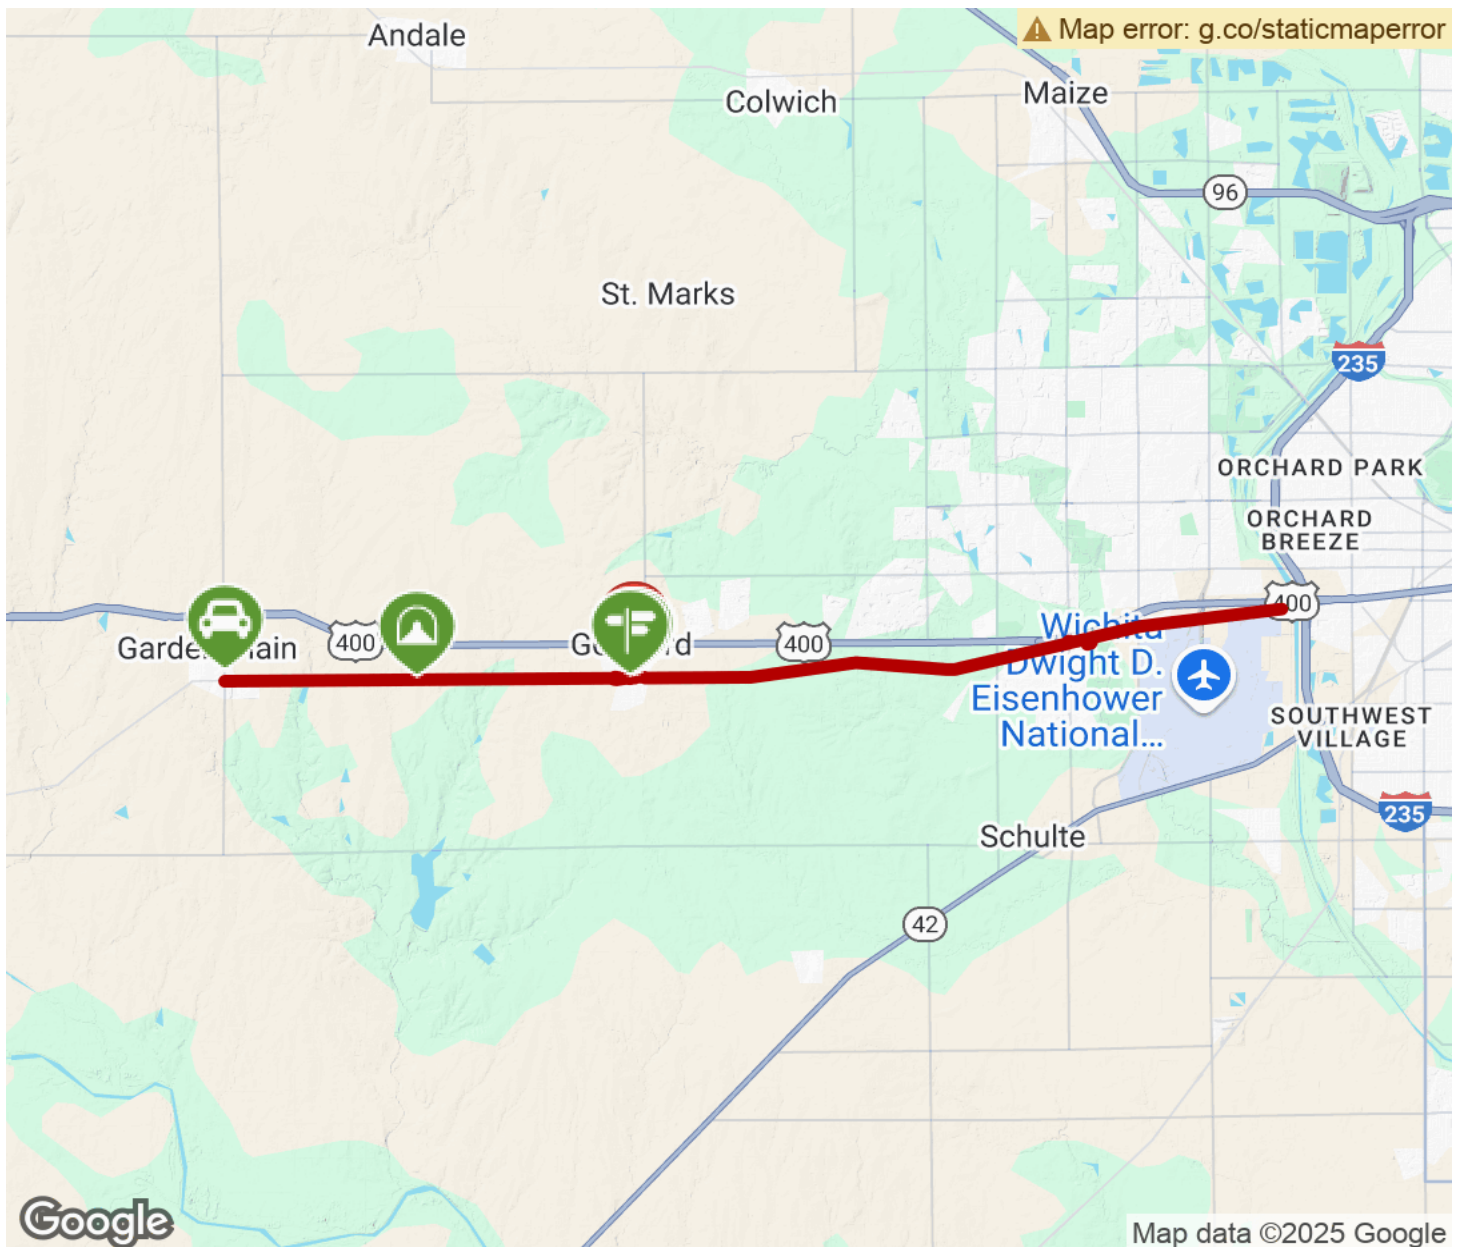 Map error: g.co/staticmaperror
Andale
Colwich
Maize
96
St. Marks
235
ORCHARD PARK
ORCHARD
BREEZE
400
400
400
Wichita
Dwight D.
Eisenhower
National...
SOUTHWEST
VILLAGE
235
Schulte
42
Google
Map data ©2025 Google